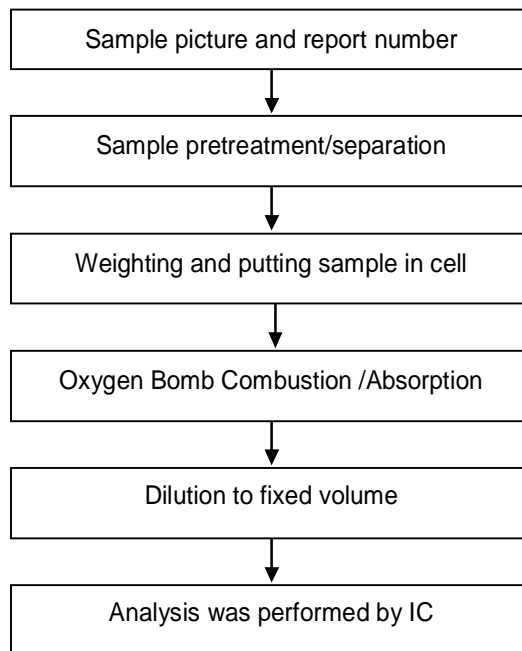 Sample picture and report number
Sample pretreatment/separation
Weighting and putting sample in cell
Oxygen Bomb Combustion /Absorption
Dilution to fixed volume
Analysis was performed by IC